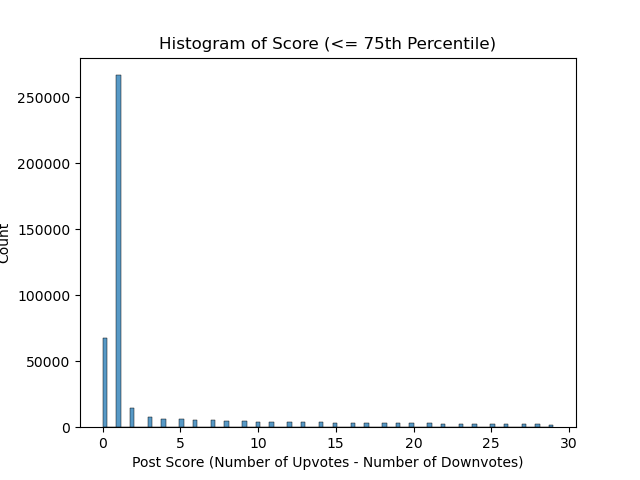 Histogram of Score (<= 75th Percentile)
250000
200000
150000
100000
50000
0
Count
0 5 10 15 20 25 30
Post Score (Number of Upvotes - Number of Downvotes)